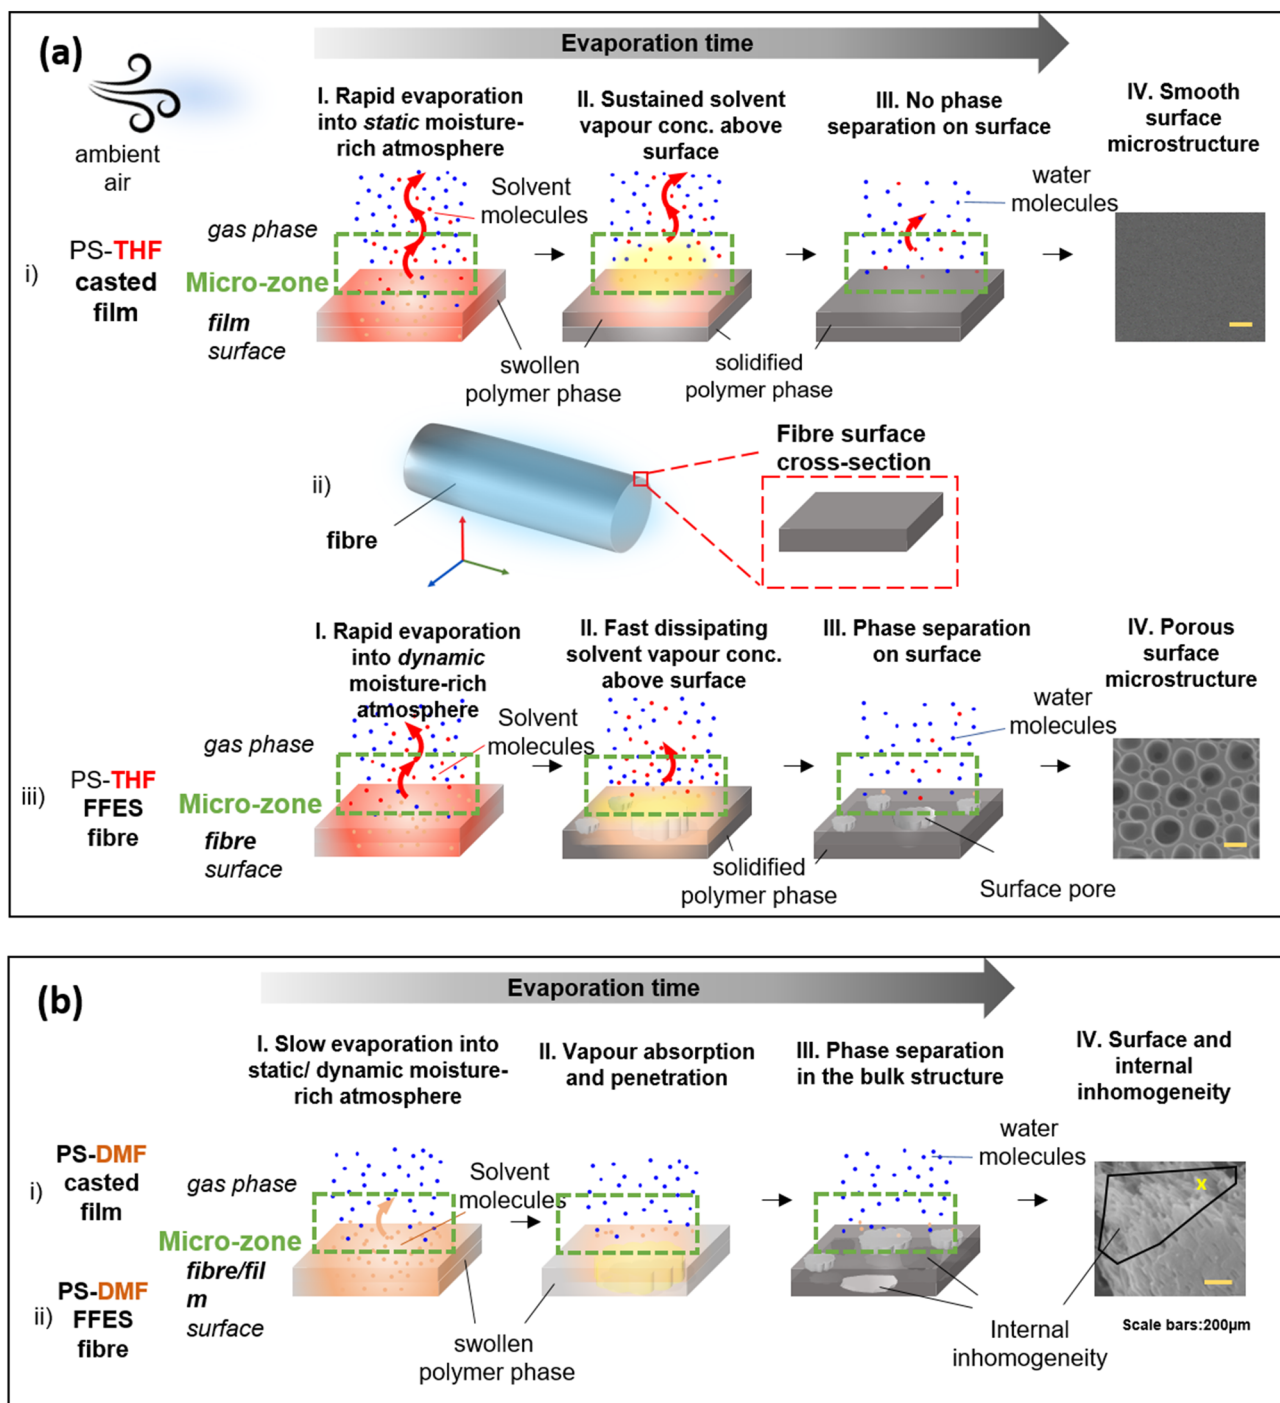 (a)
Evaporation time
ambient
air
I. Rapid evaporation
into static moisture-
rich atmosphere
II. Sustained solvent
vapour conc. above
surface
III. No phase
separation on surface
IV. Smooth
surface
microstructure
Solvent
molecules
water
molecules
gas phase
i)
PS-THF
casted
film
Micro-zone
film
surface
swollen
polymer phase
solidified
polymer phase
ii)
fibre
Fibre surface
cross-section
I. Rapid evaporation
into dynamic
moisture-rich
atmosphere
II. Fast dissipating
solvent vapour conc.
above surface
III. Phase separation
on surface
IV. Porous
surface
microstructure
Solvent
molecules
water
molecules
gas phase
iii)
PS-THF
FFES
fibre
Micro-zone
fibre
surface
solidified
polymer phase
Surface pore
(b)
Evaporation time
I. Slow evaporation into
static/ dynamic moisture-
rich atmosphere
II. Vapour absorption
and penetration
III. Phase separation
in the bulk structure
IV. Surface and
internal
inhomogeneity
i)
PS-DMF
casted
film
gas phase
Solvent
molecules
water
molecules
x
Micro-zone
fibre/fil
m
surface
ii)
PS-DMF
FFES
fibre
swollen
polymer phase
Internal
inhomogeneity
Scale bars:200µm